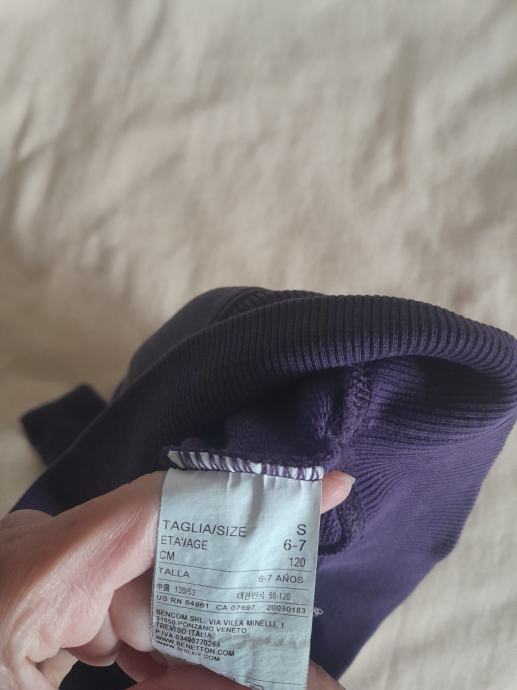 TAGLIA/SIZE S
ETA'/AGE 6-7
CM 120
TALLA 6-7 AÑOS
中国 120/53 대한민국 56-120
US RN 64961 CA 07697 20030183
BENCOM SRL- VIA VILLA MINELLI, 1
31050 PONZANO VENETO
TREVISO ITALIA
P.IVA 03490770264
WWW.BENETTON.COM
WWW.SISLEY.COM